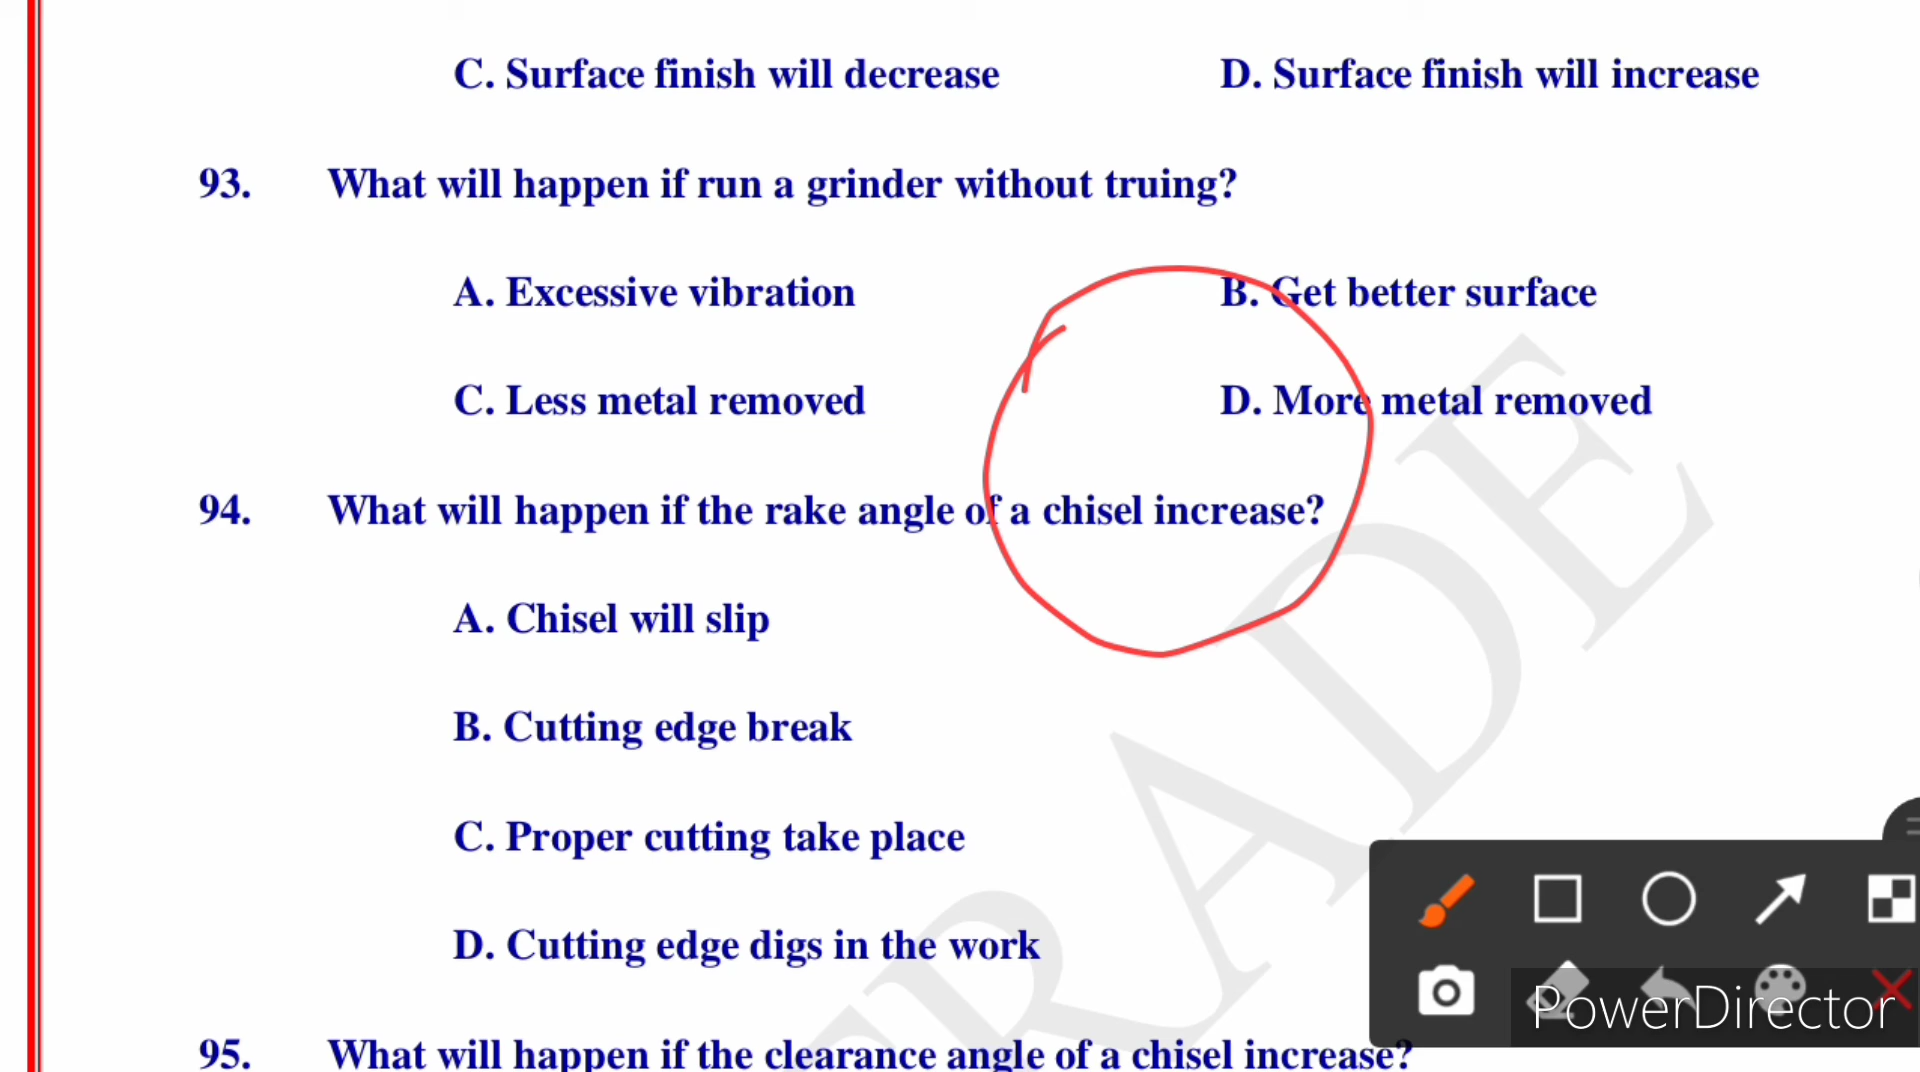 C. Surface finish will decrease D. Surface finish will increase
93. What will happen if run a grinder without truing?
A. Excessive vibration B. Get better surface
C. Less metal removed D. More metal removed
94. What will happen if the rake angle of a chisel increase?
A. Chisel will slip
B. Cutting edge break
C. Proper cutting take place
D. Cutting edge digs in the work
95. What will happen if the clearance angle of a chisel increase?
RADE
PowerDirector